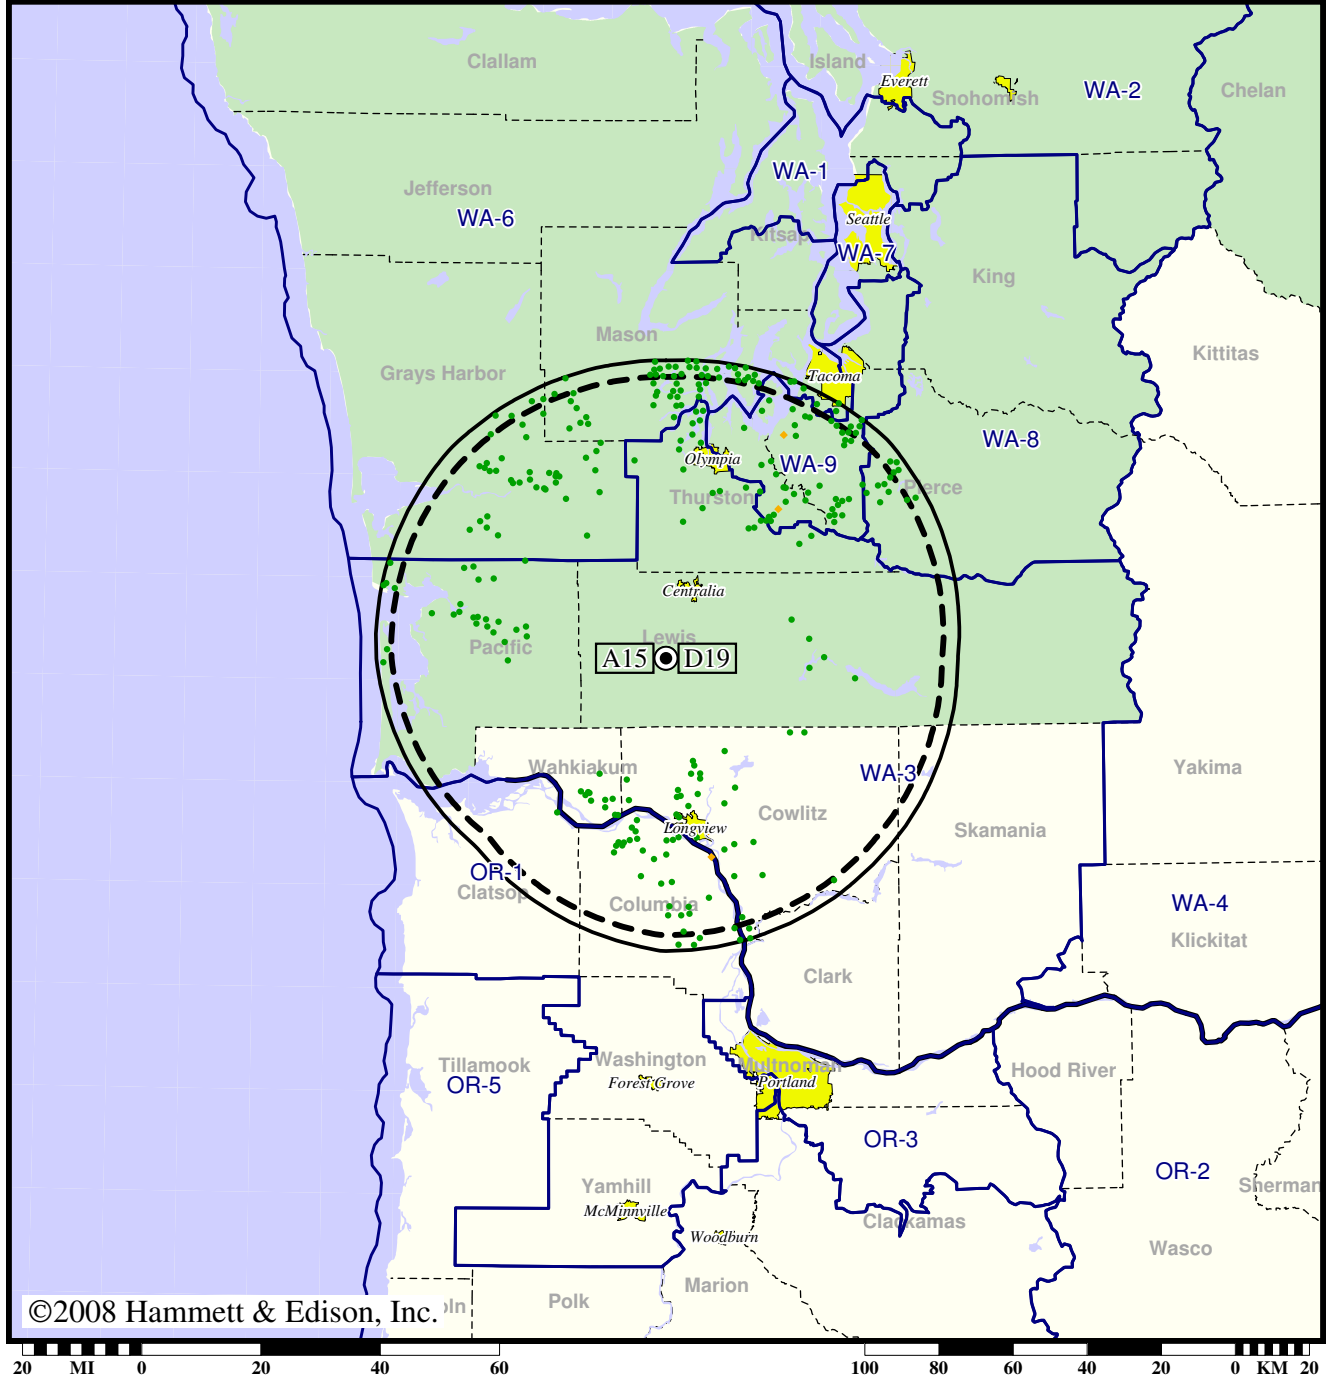 Clallam
Island
Everett
Snohomish
WA-2
Chelan
WA-1
Jefferson
WA-6
Seattle
Kitsap
WA-7
King
Mason
Kittitas
Grays Harbor
Tacoma
WA-8
Olympia
WA-9
Thurston
Pierce
Centralia
Lewis
Pacific
A15 D19
Wahkiakum
WA-3
Yakima
Cowlitz
Longview
Skamania
OR-1
Clatsop
Columbia
WA-4
Klickitat
Clark
Tillamook
Washington
Multnomah
Hood River
OR-5
Forest Grove
Portland
OR-3
OR-2
Yamhill
Sherman
McMinnville
Clackamas
Woodburn
Wasco
Marion
Polk
oln
©2008 Hammett & Edison, Inc.
20 MI 0 20 40 60 100 80 60 40 20 0 KM 20